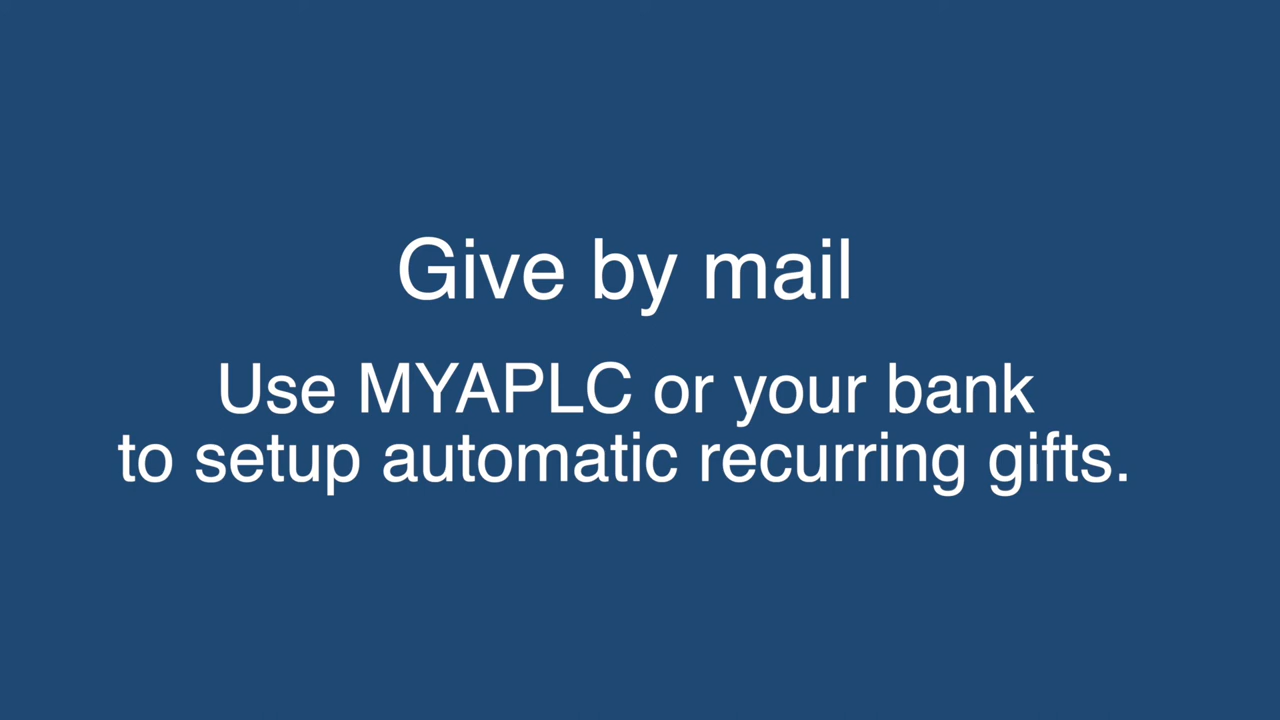 Give by mail
Use MYAPLC or your bank
to setup automatic recurring gifts.